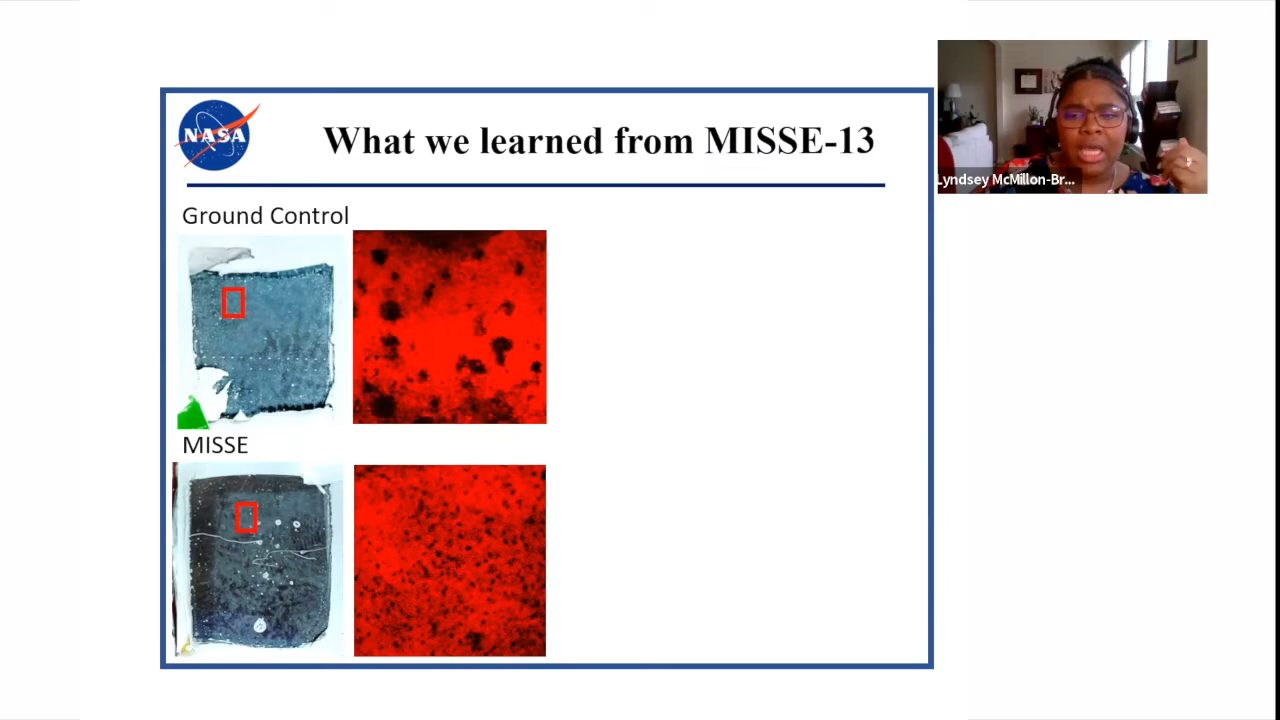 NASA
What we learned from MISSE-13
Lyndsey McMillon-Br...
Ground Control
MISSE